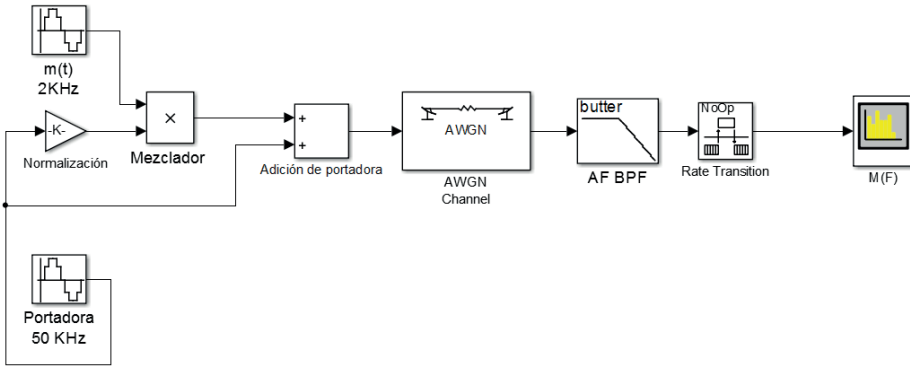 m(t)
2KHz
-K-
Normalización
×
Mezclador
+
+
Adición de portadora
AWGN
AWGN
Channel
butter
AF BPF
NoOp
Rate Transition
M(F)
Portadora
50 KHz